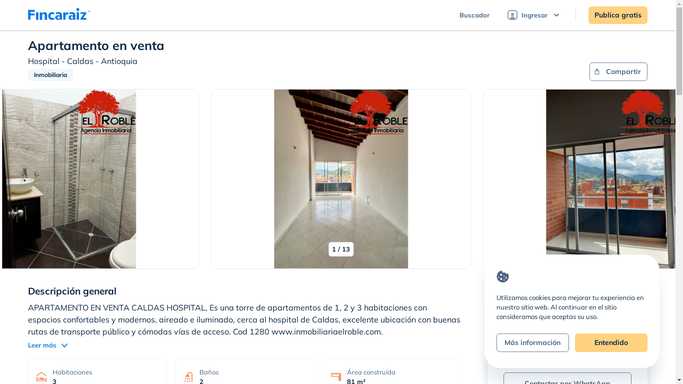 Fincaraiz
Buscador
Ingresar
Publica gratis
Apartamento en venta
Hospital - Caldas - Antioquia
Inmobiliaria
Compartir
EL ROBLE
Agencia Inmobiliaria
EL ROBLE
Agencia Inmobiliaria
EL ROBLE
Agencia Inmobiliaria
1 / 13
Descripción general
APARTAMENTO EN VENTA CALDAS HOSPITAL, Es una torre de apartamentos de 1, 2 y 3 habitaciones con
espacios confortables y modernos, aireado e iluminado, cerca al hospital de Caldas, excelente ubicación con buenas
rutas de transporte público y cómodas vías de acceso. Cod 1280 www.inmobiliariaelroble.com.
Leer más
Habitaciones
3
Baños
2
Área construida
81 m²
Utilizamos cookies para mejorar tu experiencia en
nuestro sitio web. Al continuar en el sitio
consideramos que aceptas su uso.
Más información
Entendido
Contactar por WhatsApp